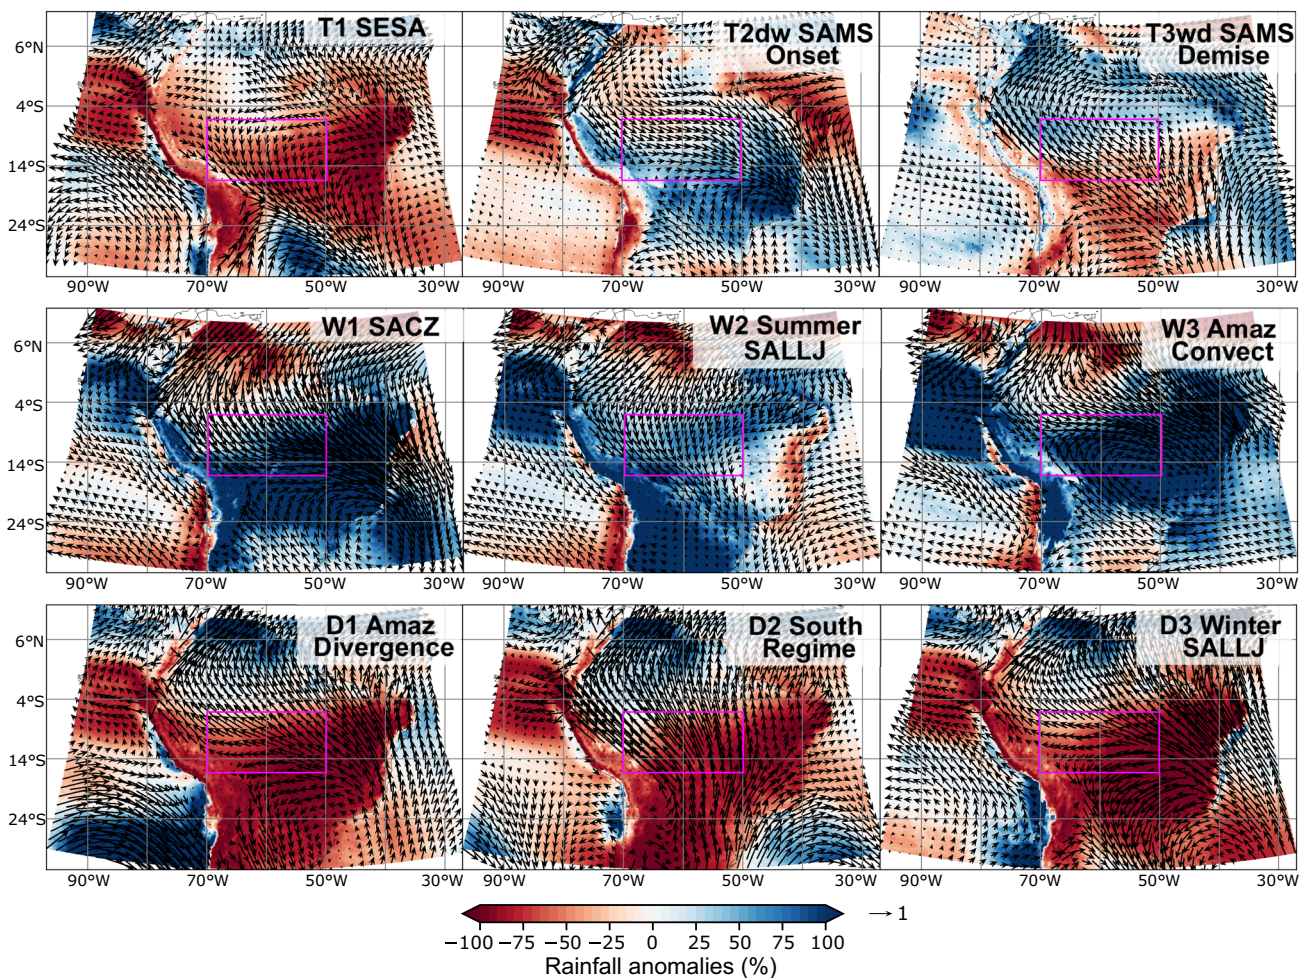 T1 SESA
T2dw SAMS
Onset
T3wd SAMS
Demise
6°N
4°S
14°S
24°S
90°W 70°W 50°W 30°W 90°W 70°W 50°W 30°W 90°W 70°W 50°W 30°W
W1 SACZ
W2 Summer
SALLJ
W3 Amaz
Convect
6°N
4°S
14°S
24°S
90°W 70°W 50°W 30°W 90°W 70°W 50°W 30°W 90°W 70°W 50°W 30°W
D1 Amaz
Divergence
D2 South
Regime
D3 Winter
SALLJ
6°N
4°S
14°S
24°S
90°W 70°W 50°W 30°W 90°W 70°W 50°W 30°W 90°W 70°W 50°W 30°W
1
−100 −75 −50 −25 0 25 50 75 100
Rainfall anomalies (%)